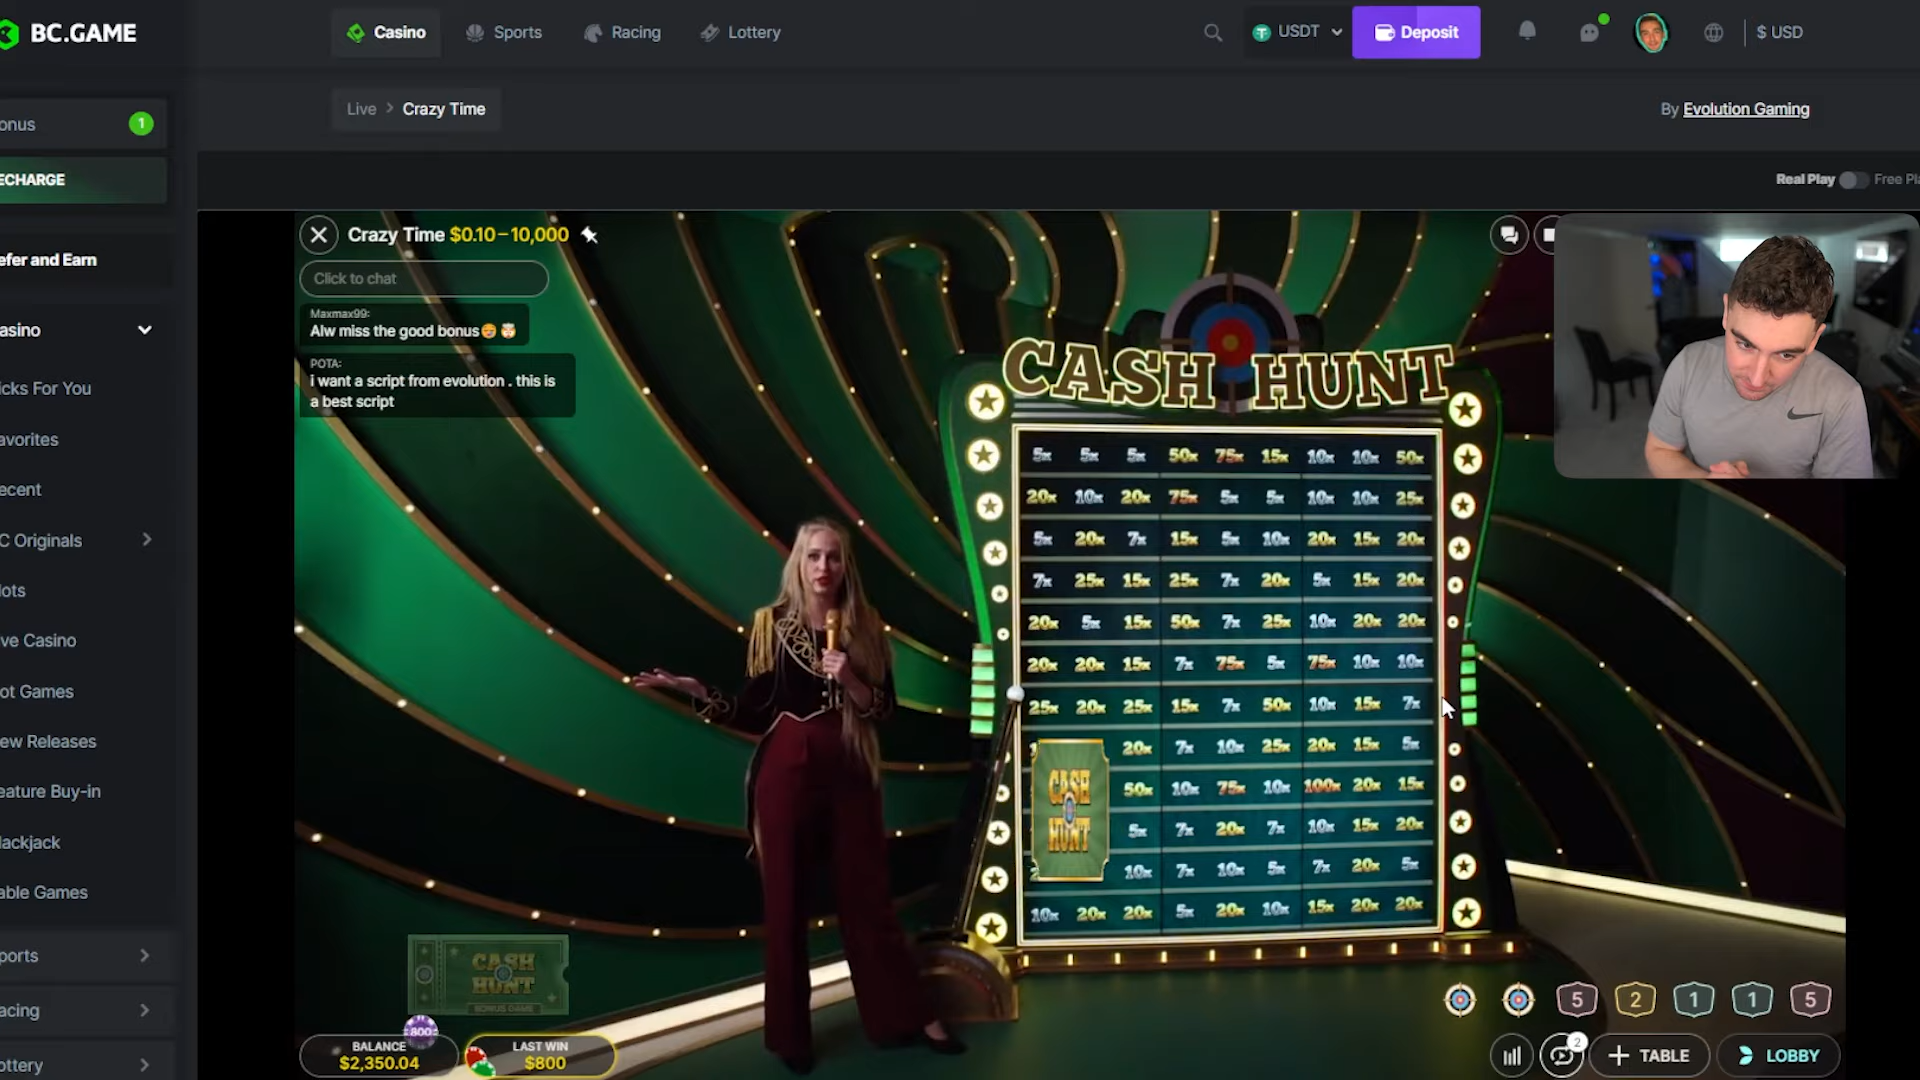 BC.GAME
Casino
Sports
Racing
Lottery
USDT
Deposit
$ USD
onus
1
Live > Crazy Time
By Evolution Gaming
ECHARGE
Real Play
Free Pla
efer and Earn
asino
icks For You
avorites
ecent
C Originals
lots
ve Casino
ot Games
ew Releases
eature Buy-in
lackjack
able Games
ports
acing
ottery
Crazy Time $0.10–10,000
Click to chat
Maxmax99:
Alw miss the good bonus
POTA:
i want a script from evolution . this is
a best script
CASH HUNT
5x 5x 5x 50x 75x 15x 10x 10x 50x
20x 10x 20x 75x 5x 5x 10x 10x 25x
5x 20x 7x 15x 5x 10x 20x 15x 20x
7x 25x 15x 25x 7x 20x 5x 15x 20x
20x 5x 15x 50x 7x 25x 10x 20x 20x
20x 20x 15x 7x 75x 5x 75x 10x 10x
25x 20x 25x 15x 7x 50x 10x 15x 7x
20x 7x 10x 25x 20x 15x 5x
50x 10x 75x 10x 100x 20x 15x
5x 7x 20x 7x 10x 15x 20x
10x 7x 10x 5x 7x 20x 5x
10x 20x 20x 5x 20x 10x 15x 20x 20x
CASH
HUNT
CASH
HUNT
BONUS GAME
800
BALANCE
$2,350.04
LAST WIN
$800
5 2 1 1 5
2
TABLE
LOBBY